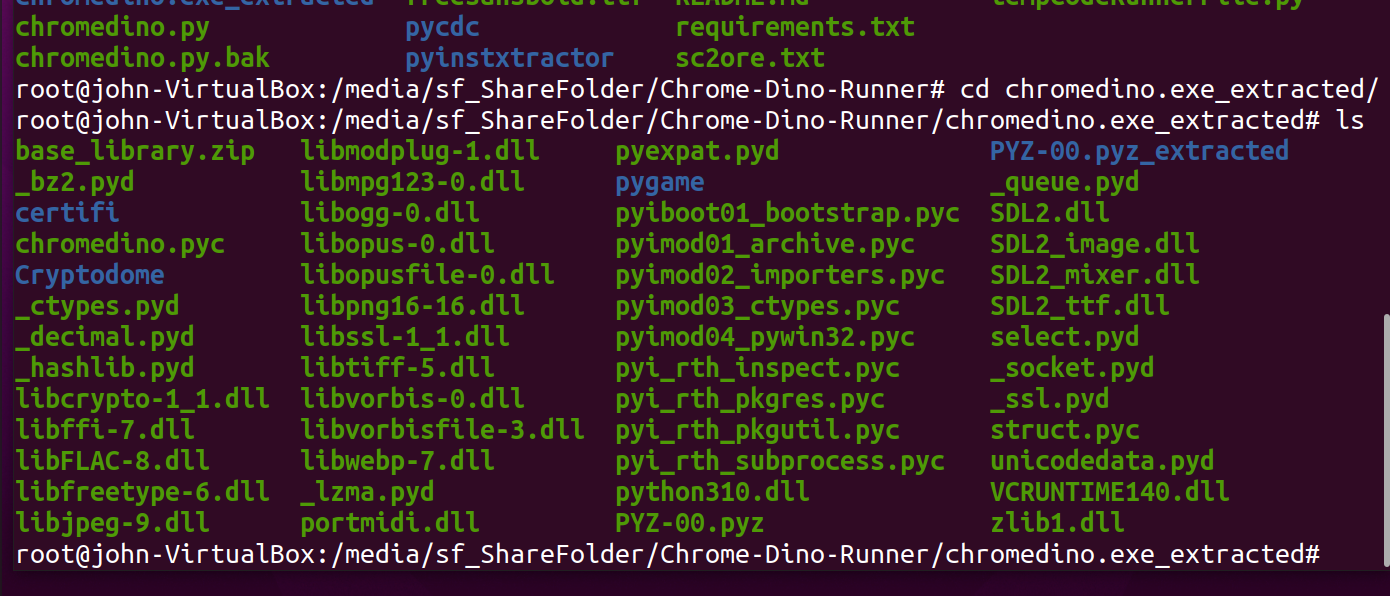 chromedino.exe_extracted freesansbold.ttf README.md tempCodeRunnerFile.py
chromedino.py pycdc requirements.txt
chromedino.py.bak pyinstxtractor sc2ore.txt
root@john-VirtualBox:/media/sf_ShareFolder/Chrome-Dino-Runner# cd chromedino.exe_extracted/
root@john-VirtualBox:/media/sf_ShareFolder/Chrome-Dino-Runner/chromedino.exe_extracted# ls
base_library.zip libmodplug-1.dll pyexpat.pyd PYZ-00.pyz_extracted
_bz2.pyd libmpg123-0.dll pygame _queue.pyd
certifi libogg-0.dll pyiboot01_bootstrap.pyc SDL2.dll
chromedino.pyc libopus-0.dll pyimod01_archive.pyc SDL2_image.dll
Cryptodome libopusfile-0.dll pyimod02_importers.pyc SDL2_mixer.dll
_ctypes.pyd libpng16-16.dll pyimod03_ctypes.pyc SDL2_ttf.dll
_decimal.pyd libssl-1_1.dll pyimod04_pywin32.pyc select.pyd
_hashlib.pyd libtiff-5.dll pyi_rth_inspect.pyc _socket.pyd
libcrypto-1_1.dll libvorbis-0.dll pyi_rth_pkgres.pyc _ssl.pyd
libffi-7.dll libvorbisfile-3.dll pyi_rth_pkgutil.pyc struct.pyc
libFLAC-8.dll libwebp-7.dll pyi_rth_subprocess.pyc unicodedata.pyd
libfreetype-6.dll _lzma.pyd python310.dll VCRUNTIME140.dll
libjpeg-9.dll portmidi.dll PYZ-00.pyz zlib1.dll
root@john-VirtualBox:/media/sf_ShareFolder/Chrome-Dino-Runner/chromedino.exe_extracted#